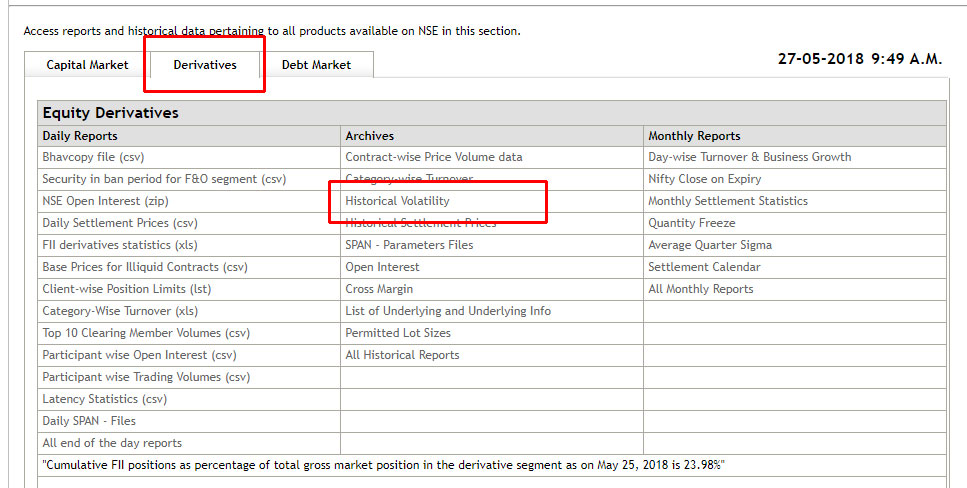 Access reports and historical data pertaining to all products available on NSE in this section.
Capital Market Derivatives Debt Market 27-05-2018 9:49 A.M.
Equity Derivatives
Daily Reports Archives Monthly Reports
Bhavcopy file (csv) Contract-wise Price Volume data Day-wise Turnover & Business Growth
Security in ban period for F&O segment (csv) Category-wise Turnover Nifty Close on Expiry
NSE Open Interest (zip) Historical Volatility Monthly Settlement Statistics
Daily Settlement Prices (csv) Historical Settlement Prices Quantity Freeze
FII derivatives statistics (xls) SPAN - Parameters Files Average Quarter Sigma
Base Prices for Illiquid Contracts (csv) Open Interest Settlement Calendar
Client-wise Position Limits (lst) Cross Margin All Monthly Reports
Category-Wise Turnover (xls) List of Underlying and Underlying Info
Top 10 Clearing Member Volumes (csv) Permitted Lot Sizes
Participant wise Open Interest (csv) All Historical Reports
Participant wise Trading Volumes (csv)
Latency Statistics (csv)
Daily SPAN - Files
All end of the day reports
"Cumulative FII positions as percentage of total gross market position in the derivative segment as on May 25, 2018 is 23.98%"